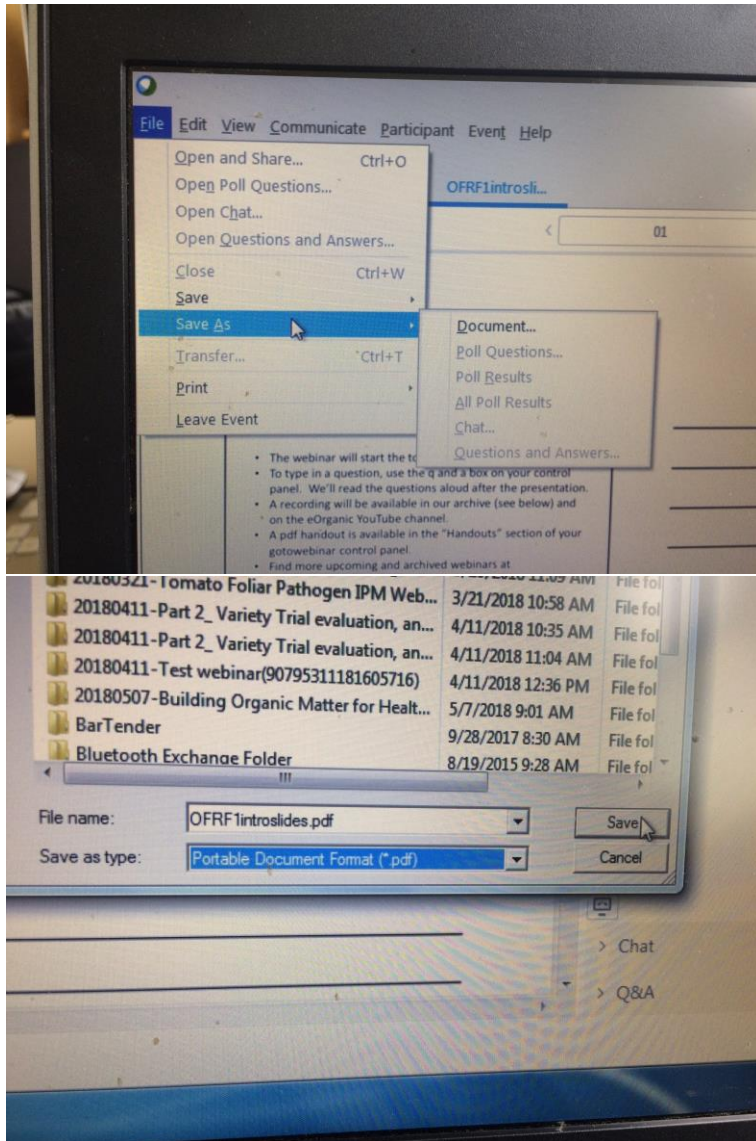 File Edit View Communicate Participant Event Help
Open and Share... Ctrl+O
Open Poll Questions...
Open Chat...
Open Questions and Answers...
Close Ctrl+W
Save
Save As
Transfer... Ctrl+T
Print
Leave Event
OFRF1introsli...
01
Document...
Poll Questions...
Poll Results
All Poll Results
Chat...
Questions and Answers...
• The webinar will start the
• To type in a question, use the q and a box on your control
panel. We'll read the questions aloud after the presentation.
• A recording will be available in our archive (see below) and
on the eOrganic YouTube channel.
• A pdf handout is available in the "Handouts" section of your
gotowebinar control panel.
• Find more upcoming and archived webinars at
20180321-Tomato Foliar Pathogen IPM Web...
20180411-Part 2_ Variety Trial evaluation, an...
20180411-Part 2_ Variety Trial evaluation, an...
20180411-Test webinar(90795311181605716)
20180507-Building Organic Matter for Healt...
BarTender
Bluetooth Exchange Folder
11:09 AM File fol
3/21/2018 10:58 AM File fol
4/11/2018 10:35 AM File fol
4/11/2018 11:04 AM File fol
4/11/2018 12:36 PM File fol
5/7/2018 9:01 AM File fol
9/28/2017 8:30 AM File fol
8/19/2015 9:28 AM File fol
File name: OFRF1introslides.pdf Save
Save as type: Portable Document Format (*.pdf) Cancel
> Chat
> Q&A